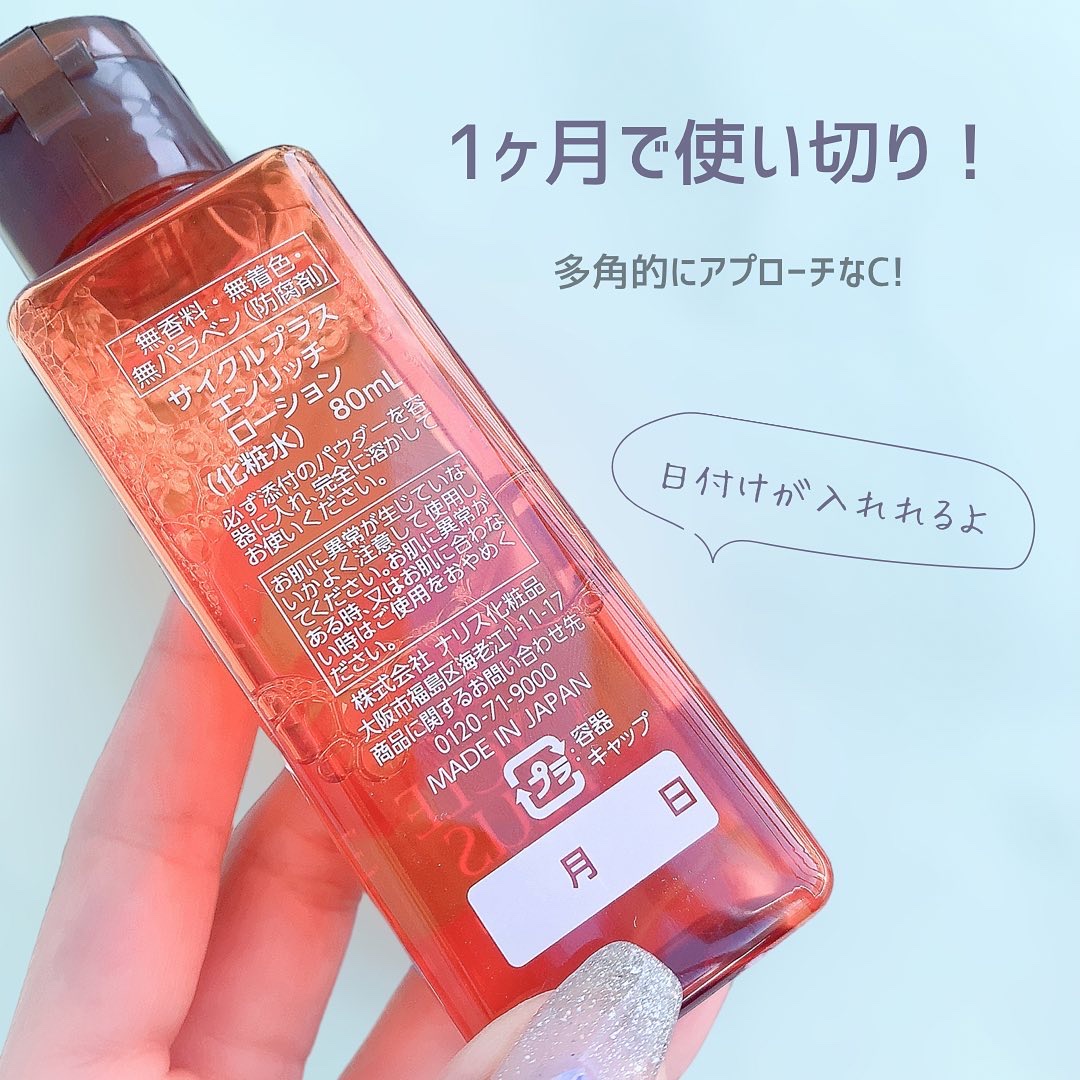 1ヶ月で使い切り!
多角的にアプローチなC!
日付けが入れれるよ
無香料・無着色・
無パラベン(防腐剤)
サイクルプラス
エンリッチ
ローション
(化粧水) 80mL
必ず添付のパウダーを容
器に入れ、完全に溶かして
お使いください。
お肌に異常が生じていな
いかよく注意して使用し
てください。お肌に異常が
ある時、又はお肌に合わな
い時はご使用をおやめく
ださい。
株式会社 ナリス化粧品
大阪市福島区海老江1-11-17
商品に関するお問い合わせ先
0120-71-9000
MADE IN JAPAN
プラ
:容器
キャップ
月 日